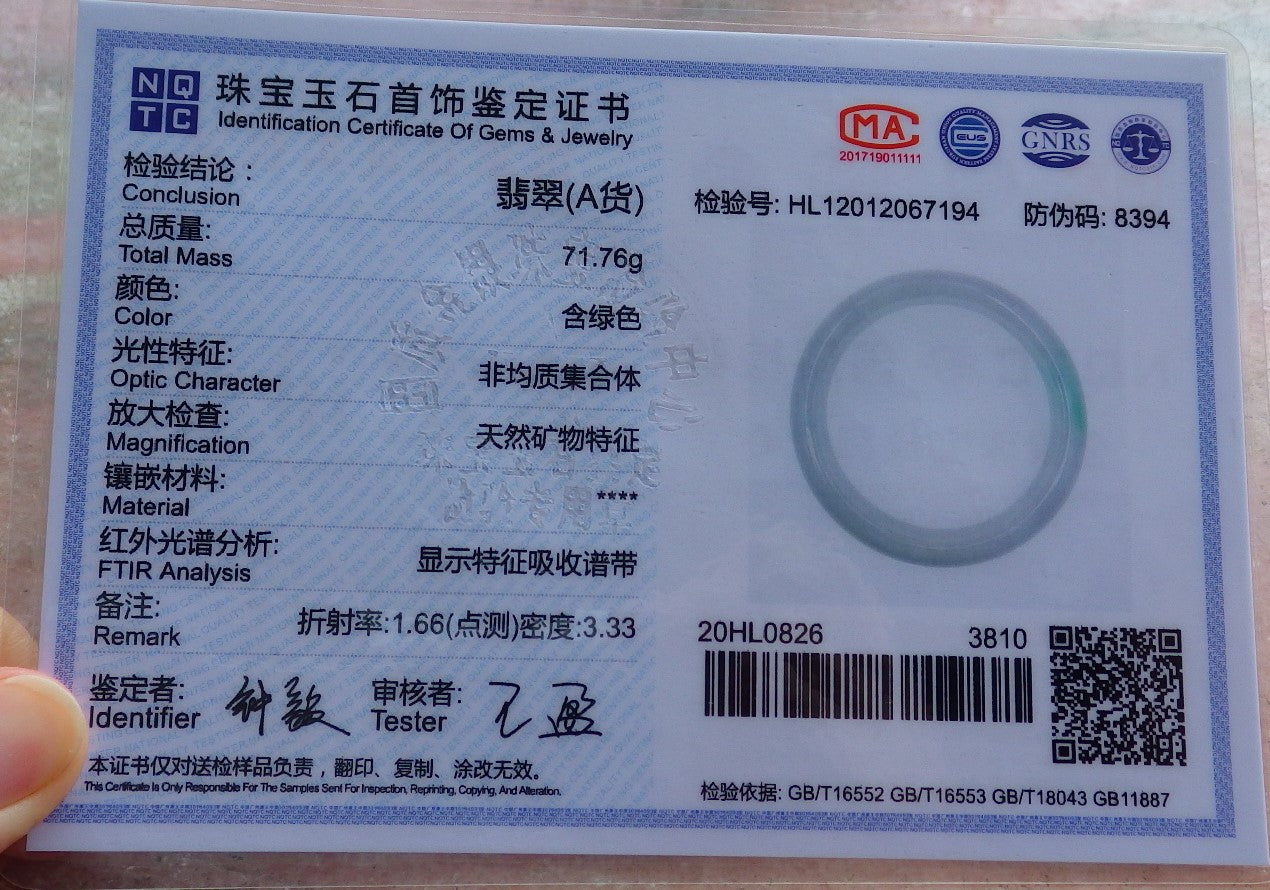 NQTC
珠宝玉石首饰鉴定证书
Identification Certificate Of Gems & Jewelry
检验结论:
Conclusion
翡翠(A货)
总质量:
Total Mass
71.76g
颜色:
Color
含绿色
光性特征:
Optic Character
非均质集合体
放大检查:
Magnification
天然矿物特征
镶嵌材料:
Material
****
红外光谱分析:
FTIR Analysis
显示特征吸收谱带
备注:
Remark
折射率:1.66(点测)密度:3.33
鉴定者:
Identifier
审核者:
Tester
本证书仅对送检样品负责，翻印、复制、涂改无效。
This Certificate Is Only Responsible For The Samples Sent For Inspection, Reprinting, Copying, And Alteration.
MA
201719011111
CUS
GNRS
检验号: HL12012067194
防伪码: 8394
20HL0826
3810
检验依据: GB/T16552 GB/T16553 GB/T18043 GB11887